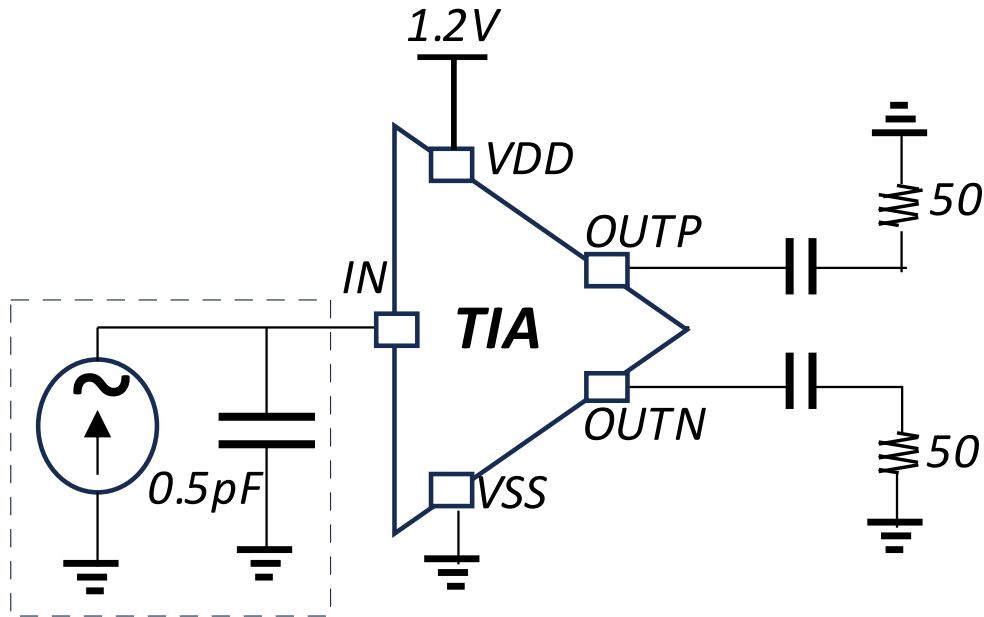 1.2V
VDD
50
OUTP
IN
TIA
OUTN
50
0.5pF
VSS